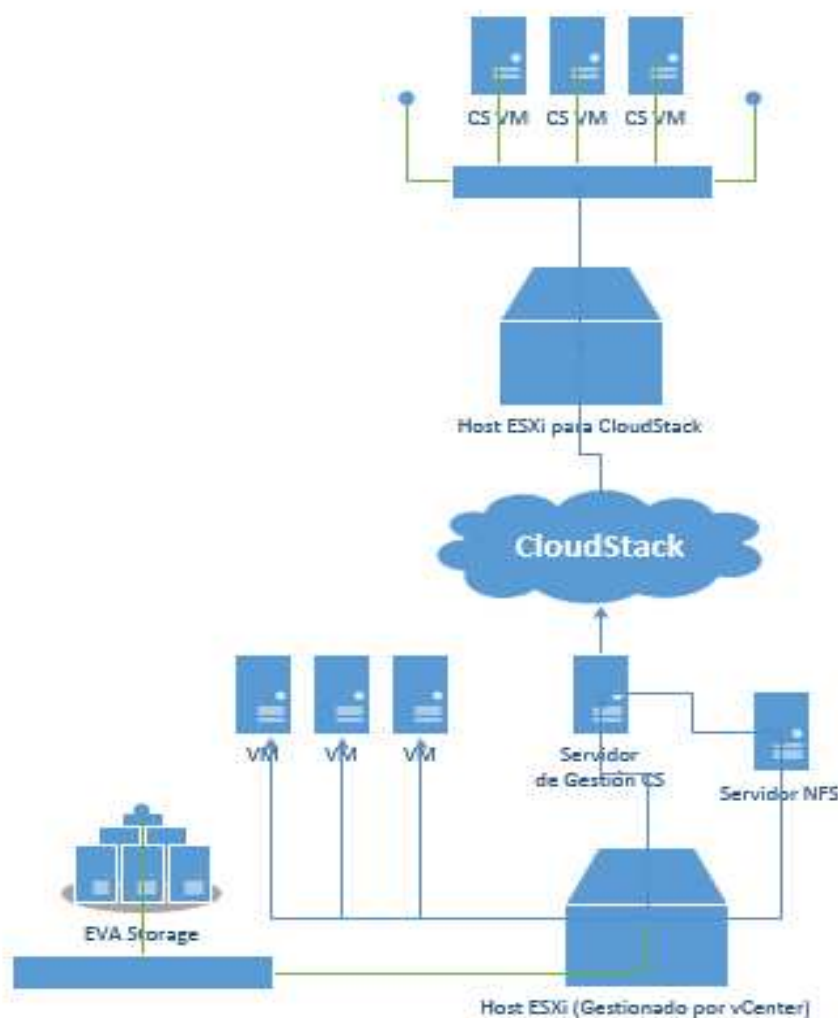 CS VM CS VM CS VM
Host ESXi para CloudStack
CloudStack
VM VM VM
Servidor
de Gestión CS
Servidor NFS
EVA Storage
Host ESXi (Gestionado por vCenter)